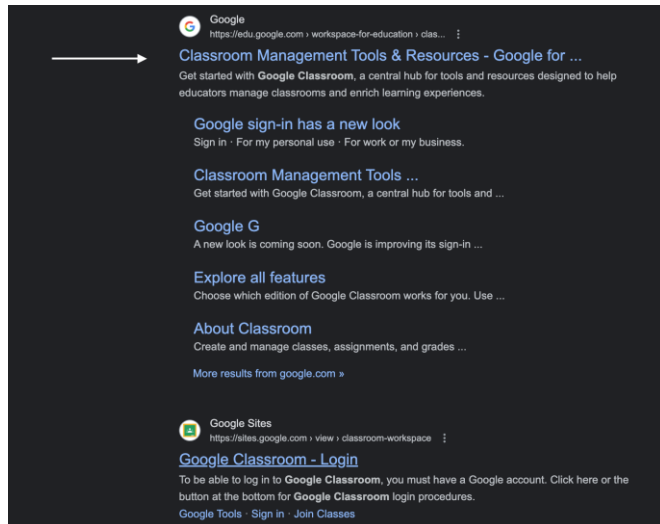 Google
https://edu.google.com › workspace-for-education › clas...
Classroom Management Tools & Resources - Google for ...
Get started with Google Classroom, a central hub for tools and resources designed to help
educators manage classrooms and enrich learning experiences.
Google sign-in has a new look
Sign in · For my personal use · For work or my business.
Classroom Management Tools ...
Get started with Google Classroom, a central hub for tools and ...
Google G
A new look is coming soon. Google is improving its sign-in ...
Explore all features
Choose which edition of Google Classroom works for you. Use ...
About Classroom
Create and manage classes, assignments, and grades ...
More results from google.com »
Google Sites
https://sites.google.com › view › classroom-workspace
Google Classroom - Login
To be able to log in to Google Classroom, you must have a Google account. Click here or the
button at the bottom for Google Classroom login procedures.
Google Tools · Sign in · Join Classes